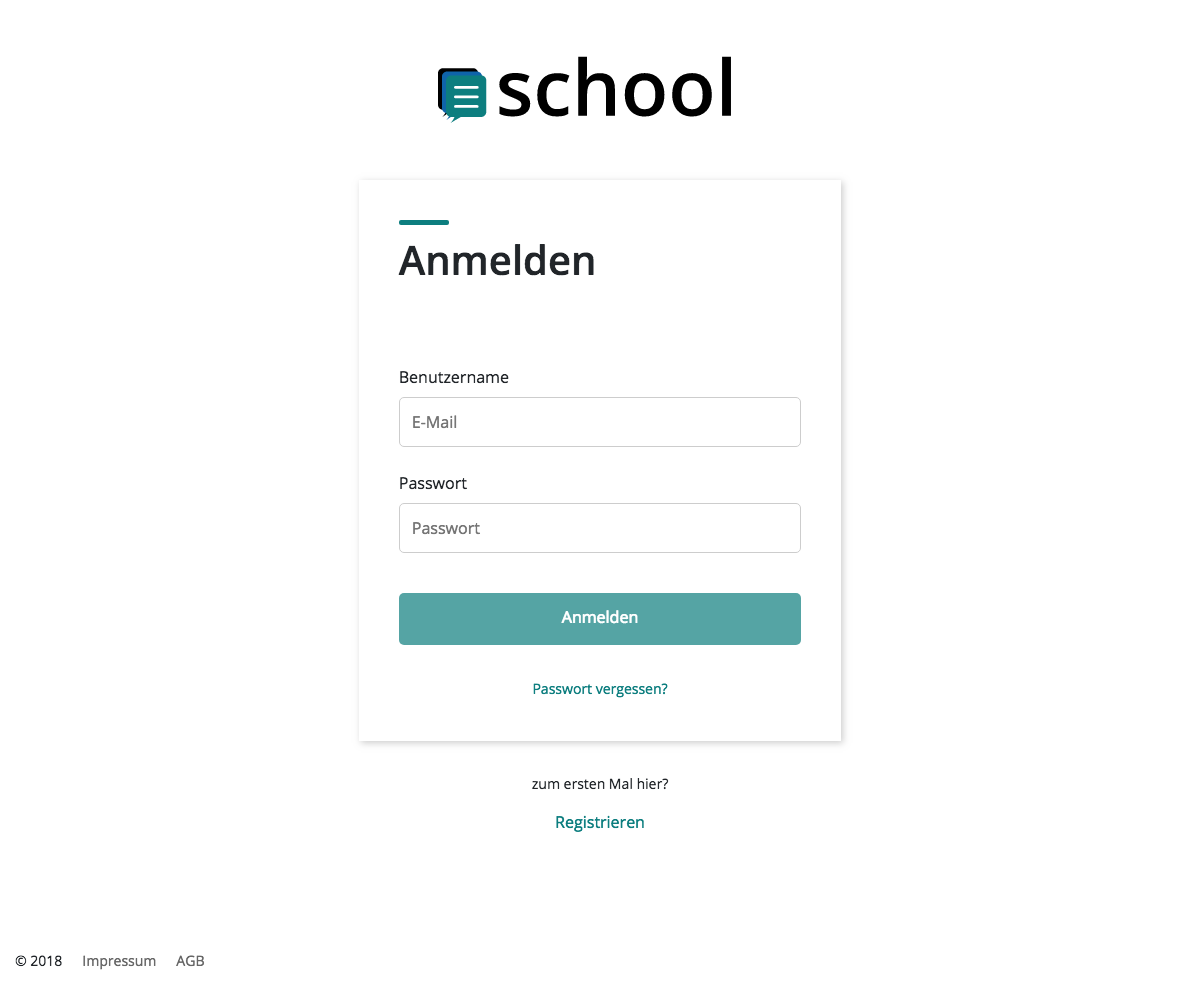 school
Anmelden
Benutzername
E-Mail
Passwort
Passwort
Anmelden
Passwort vergessen?
zum ersten Mal hier?
Registrieren
© 2018 Impressum AGB